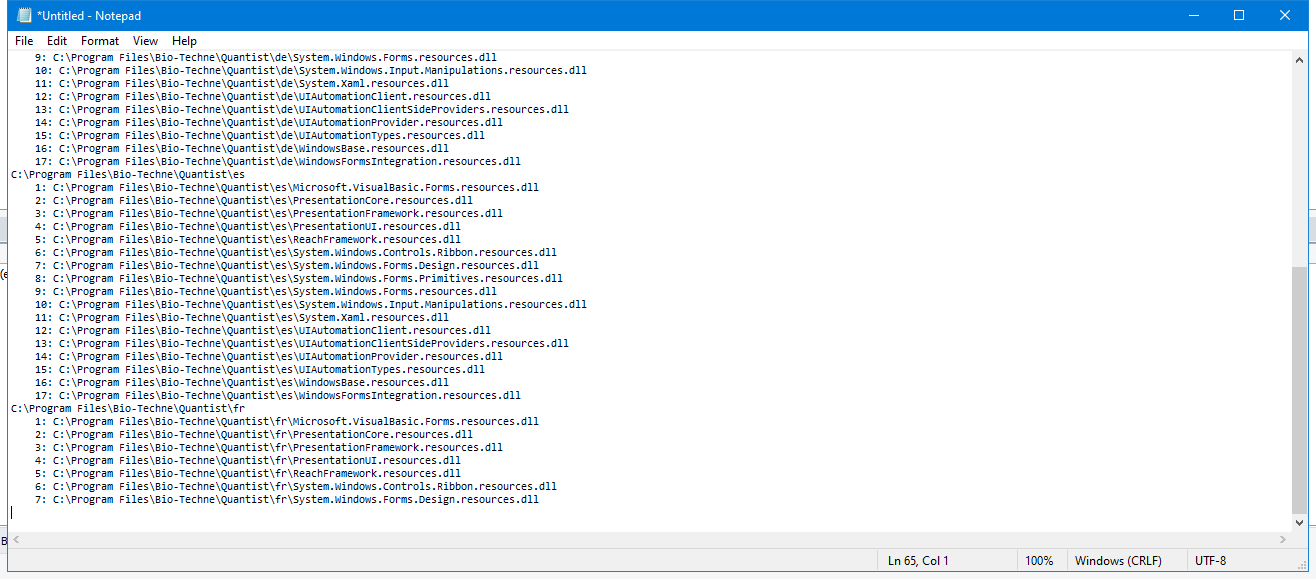 *Untitled - Notepad
File Edit Format View Help
9: C:\Program Files\Bio-Techne\Quantist\de\System.Windows.Forms.resources.dll
10: C:\Program Files\Bio-Techne\Quantist\de\System.Windows.Input.Manipulations.resources.dll
11: C:\Program Files\Bio-Techne\Quantist\de\System.Xaml.resources.dll
12: C:\Program Files\Bio-Techne\Quantist\de\UIAutomationClient.resources.dll
13: C:\Program Files\Bio-Techne\Quantist\de\UIAutomationClientSideProviders.resources.dll
14: C:\Program Files\Bio-Techne\Quantist\de\UIAutomationProvider.resources.dll
15: C:\Program Files\Bio-Techne\Quantist\de\UIAutomationTypes.resources.dll
16: C:\Program Files\Bio-Techne\Quantist\de\WindowsBase.resources.dll
17: C:\Program Files\Bio-Techne\Quantist\de\WindowsFormsIntegration.resources.dll
C:\Program Files\Bio-Techne\Quantist\es
1: C:\Program Files\Bio-Techne\Quantist\es\Microsoft.VisualBasic.Forms.resources.dll
2: C:\Program Files\Bio-Techne\Quantist\es\PresentationCore.resources.dll
3: C:\Program Files\Bio-Techne\Quantist\es\PresentationFramework.resources.dll
4: C:\Program Files\Bio-Techne\Quantist\es\PresentationUI.resources.dll
5: C:\Program Files\Bio-Techne\Quantist\es\ReachFramework.resources.dll
6: C:\Program Files\Bio-Techne\Quantist\es\System.Windows.Controls.Ribbon.resources.dll
7: C:\Program Files\Bio-Techne\Quantist\es\System.Windows.Forms.Design.resources.dll
8: C:\Program Files\Bio-Techne\Quantist\es\System.Windows.Forms.Primitives.resources.dll
9: C:\Program Files\Bio-Techne\Quantist\es\System.Windows.Forms.resources.dll
10: C:\Program Files\Bio-Techne\Quantist\es\System.Windows.Input.Manipulations.resources.dll
11: C:\Program Files\Bio-Techne\Quantist\es\System.Xaml.resources.dll
12: C:\Program Files\Bio-Techne\Quantist\es\UIAutomationClient.resources.dll
13: C:\Program Files\Bio-Techne\Quantist\es\UIAutomationClientSideProviders.resources.dll
14: C:\Program Files\Bio-Techne\Quantist\es\UIAutomationProvider.resources.dll
15: C:\Program Files\Bio-Techne\Quantist\es\UIAutomationTypes.resources.dll
16: C:\Program Files\Bio-Techne\Quantist\es\WindowsBase.resources.dll
17: C:\Program Files\Bio-Techne\Quantist\es\WindowsFormsIntegration.resources.dll
C:\Program Files\Bio-Techne\Quantist\fr
1: C:\Program Files\Bio-Techne\Quantist\fr\Microsoft.VisualBasic.Forms.resources.dll
2: C:\Program Files\Bio-Techne\Quantist\fr\PresentationCore.resources.dll
3: C:\Program Files\Bio-Techne\Quantist\fr\PresentationFramework.resources.dll
4: C:\Program Files\Bio-Techne\Quantist\fr\PresentationUI.resources.dll
5: C:\Program Files\Bio-Techne\Quantist\fr\ReachFramework.resources.dll
6: C:\Program Files\Bio-Techne\Quantist\fr\System.Windows.Controls.Ribbon.resources.dll
7: C:\Program Files\Bio-Techne\Quantist\fr\System.Windows.Forms.Design.resources.dll
Ln 65, Col 1 100% Windows (CRLF) UTF-8